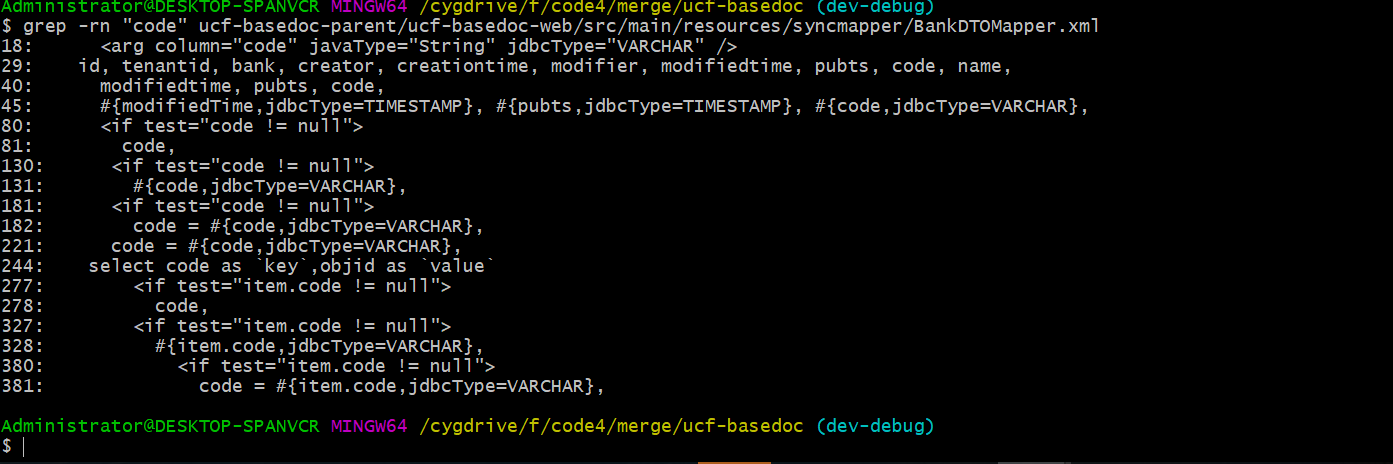 Administrator@DESKTOP-SPANVCR MINGW64 /cygdrive/f/code4/merge/ucf-basedoc (dev-debug)
$ grep -rn "code" ucf-basedoc-parent/ucf-basedoc-web/src/main/resources/syncmapper/BankDTOMapper.xml
18:      <arg column="code" javaType="String" jdbcType="VARCHAR" />
29:    id, tenantid, bank, creator, creationtime, modifier, modifiedtime, pubts, code, name,
40:      modifiedtime, pubts, code,
45:      #{modifiedTime,jdbcType=TIMESTAMP}, #{pubts,jdbcType=TIMESTAMP}, #{code,jdbcType=VARCHAR},
80:      <if test="code != null">
81:        code,
130:      <if test="code != null">
131:        #{code,jdbcType=VARCHAR},
181:      <if test="code != null">
182:        code = #{code,jdbcType=VARCHAR},
221:      code = #{code,jdbcType=VARCHAR},
244:    select code as `key`,objid as `value`
277:        <if test="item.code != null">
278:          code,
327:        <if test="item.code != null">
328:          #{item.code,jdbcType=VARCHAR},
380:            <if test="item.code != null">
381:              code = #{item.code,jdbcType=VARCHAR},
Administrator@DESKTOP-SPANVCR MINGW64 /cygdrive/f/code4/merge/ucf-basedoc (dev-debug)
$